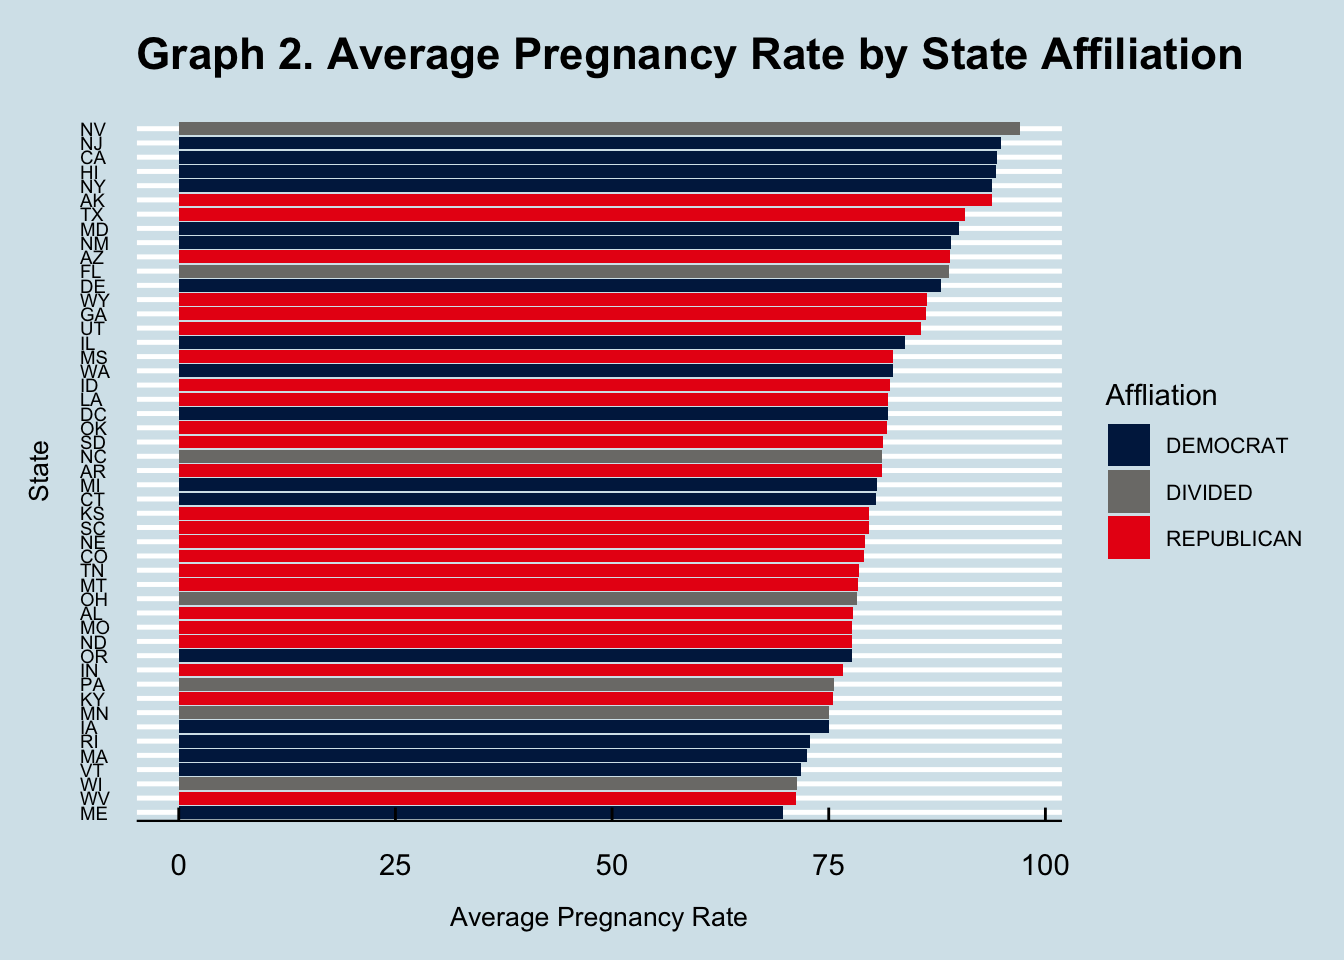 Graph 2. Average Pregnancy Rate by State Affiliation
NV
NJ
CA
HI
NY
AK
TX
MD
NM
AZ
FL
DE
WY
GA
UT
IL
MS
WA
ID
LA
DC
OK
SD
NC
AR
MI
CT
KS
SC
NE
CO
TN
MT
OH
AL
MO
ND
OR
IN
PA
KY
MN
IA
RI
MA
VT
WI
WV
ME
State
0 25 50 75 100
Average Pregnancy Rate
Affliation
DEMOCRAT
DIVIDED
REPUBLICAN